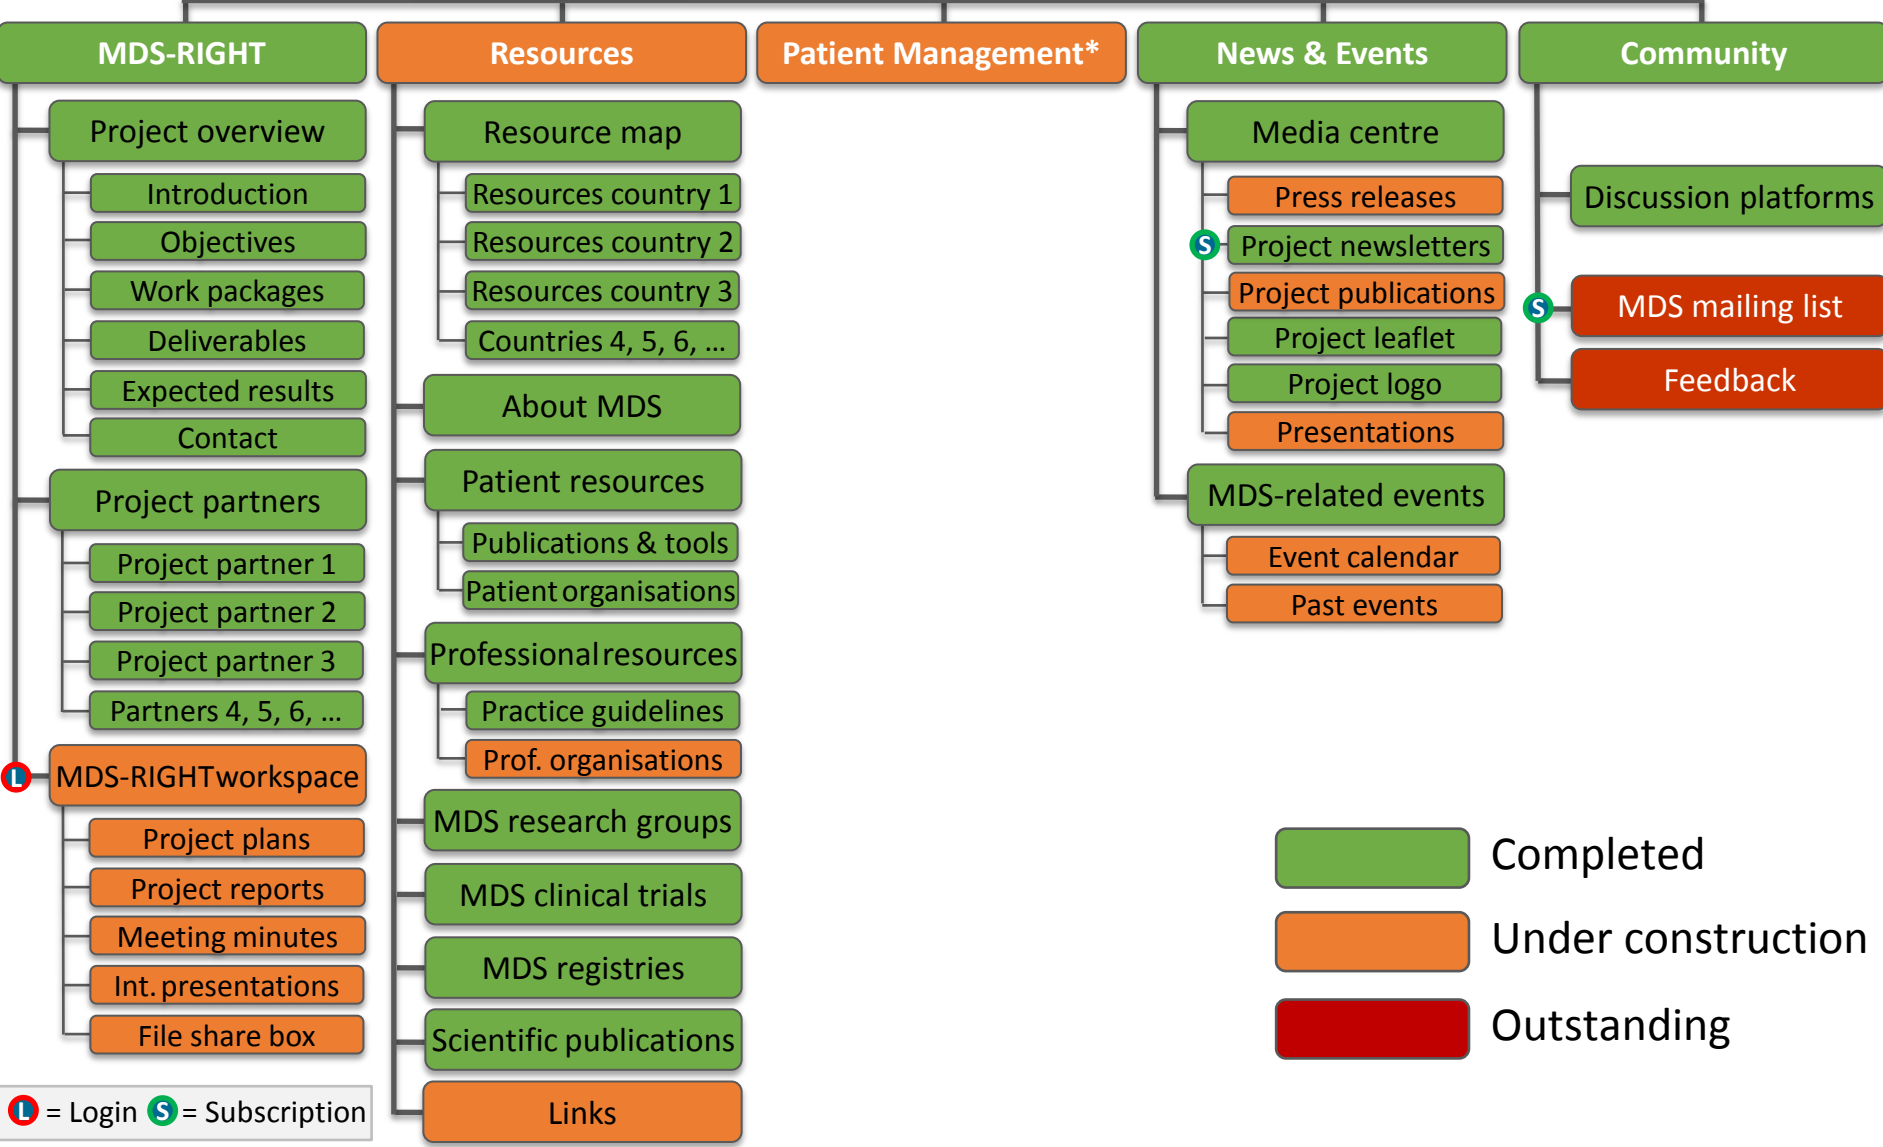 MDS-RIGHT
Project overview
Introduction
Objectives
Work packages
Deliverables
Expected results
Contact
Project partners
Project partner 1
Project partner 2
Project partner 3
Partners 4, 5, 6, ...
L
MDS-RIGHT workspace
Project plans
Project reports
Meeting minutes
Int. presentations
File share box
L = Login S = Subscription
Resources
Resource map
Resources country 1
Resources country 2
Resources country 3
Countries 4, 5, 6, ...
About MDS
Patient resources
Publications & tools
Patient organisations
Professional resources
Practice guidelines
Prof. organisations
MDS research groups
MDS clinical trials
MDS registries
Scientific publications
Links
Patient Management*
News & Events
Media centre
Press releases
S
Project newsletters
Project publications
Project leaflet
Project logo
Presentations
MDS-related events
Event calendar
Past events
Community
Discussion platforms
S
MDS mailing list
Feedback
Completed
Under construction
Outstanding